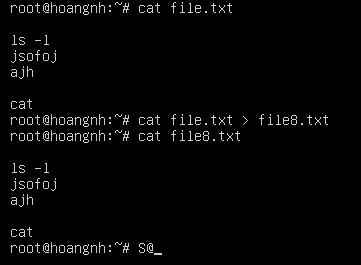 root@hoangnh:~# cat file.txt
ls -l
jsofoj
ajh
cat
root@hoangnh:~# cat file.txt > file8.txt
root@hoangnh:~# cat file8.txt
ls -l
jsofoj
ajh
cat
root@hoangnh:~# S@_